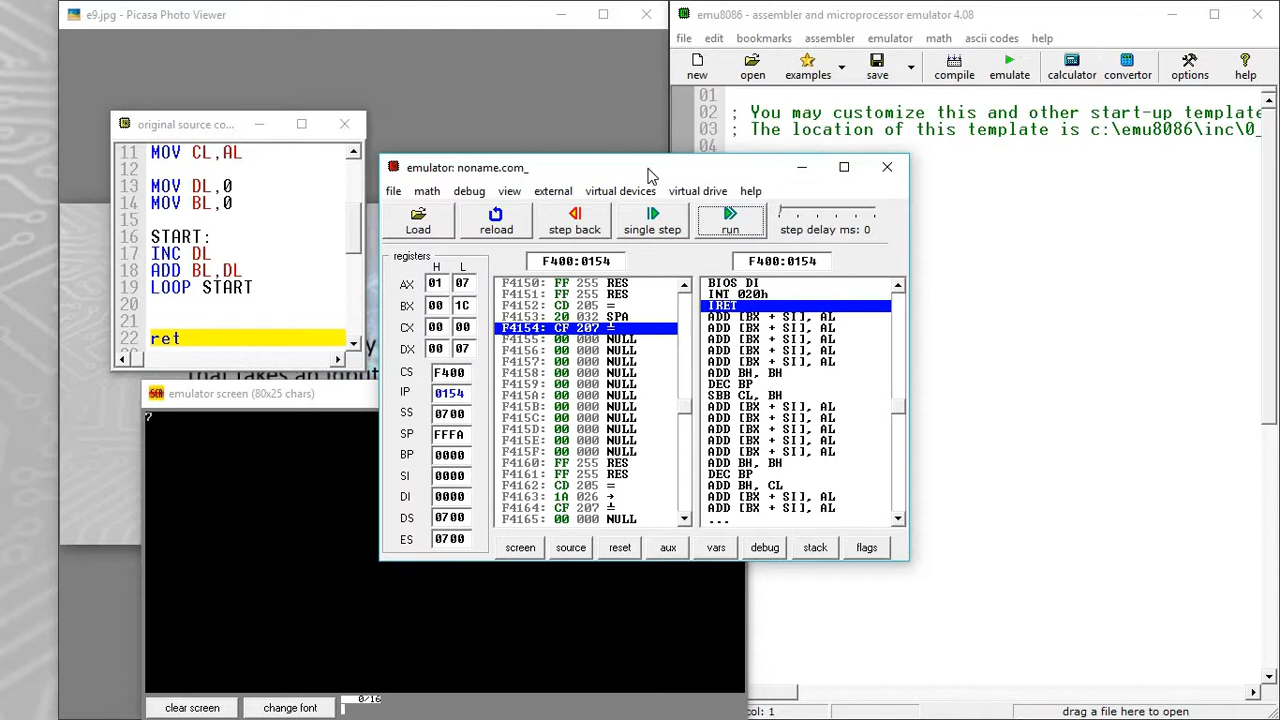 e9.jpg - Picasa Photo Viewer
emu8086 - assembler and microprocessor emulator 4.08
file edit bookmarks assembler emulator math ascii codes help
new open examples save compile emulate calculator convertor options help
01
02 ; You may customize this and other start-up template
03 ; The location of this template is c:\emu8086\inc\0_
04
original source co...
11 MOV CL,AL
12
13 MOV DL,0
14 MOV BL,0
15
16 START:
17 INC DL
18 ADD BL,DL
19 LOOP START
20
21
22 ret
that takes an input
emulator screen (80x25 chars)
7
clear screen change font 0/16
emulator: noname.com_
file math debug view external virtual devices virtual drive help
Load reload step back single step run step delay ms: 0
registers F400:0154 F400:0154
H L
AX 01 07
BX 00 1C
CX 00 00
DX 00 07
CS F400
IP 0154
SS 0700
SP FFFA
BP 0000
SI 0000
DI 0000
DS 0700
ES 0700
F4150: FF 255 RES
F4151: FF 255 RES
F4152: CD 205 =
F4153: 20 032 SPA
F4154: CF 207 ╧
F4155: 00 000 NULL
F4156: 00 000 NULL
F4157: 00 000 NULL
F4158: 00 000 NULL
F4159: 00 000 NULL
F415A: 00 000 NULL
F415B: 00 000 NULL
F415C: 00 000 NULL
F415D: 00 000 NULL
F415E: 00 000 NULL
F415F: 00 000 NULL
F4160: FF 255 RES
F4161: FF 255 RES
F4162: CD 205 =
F4163: 1A 026 →
F4164: CF 207 ╧
F4165: 00 000 NULL
BIOS DI
INT 020h
IRET
ADD [BX + SI], AL
ADD [BX + SI], AL
ADD [BX + SI], AL
ADD [BX + SI], AL
ADD [BX + SI], AL
ADD BH, BH
DEC BP
SBB CL, BH
ADD [BX + SI], AL
ADD [BX + SI], AL
ADD [BX + SI], AL
ADD [BX + SI], AL
ADD [BX + SI], AL
ADD BH, BH
DEC BP
ADD BH, CL
ADD [BX + SI], AL
ADD [BX + SI], AL
...
screen source reset aux vars debug stack flags
col: 1 drag a file here to open